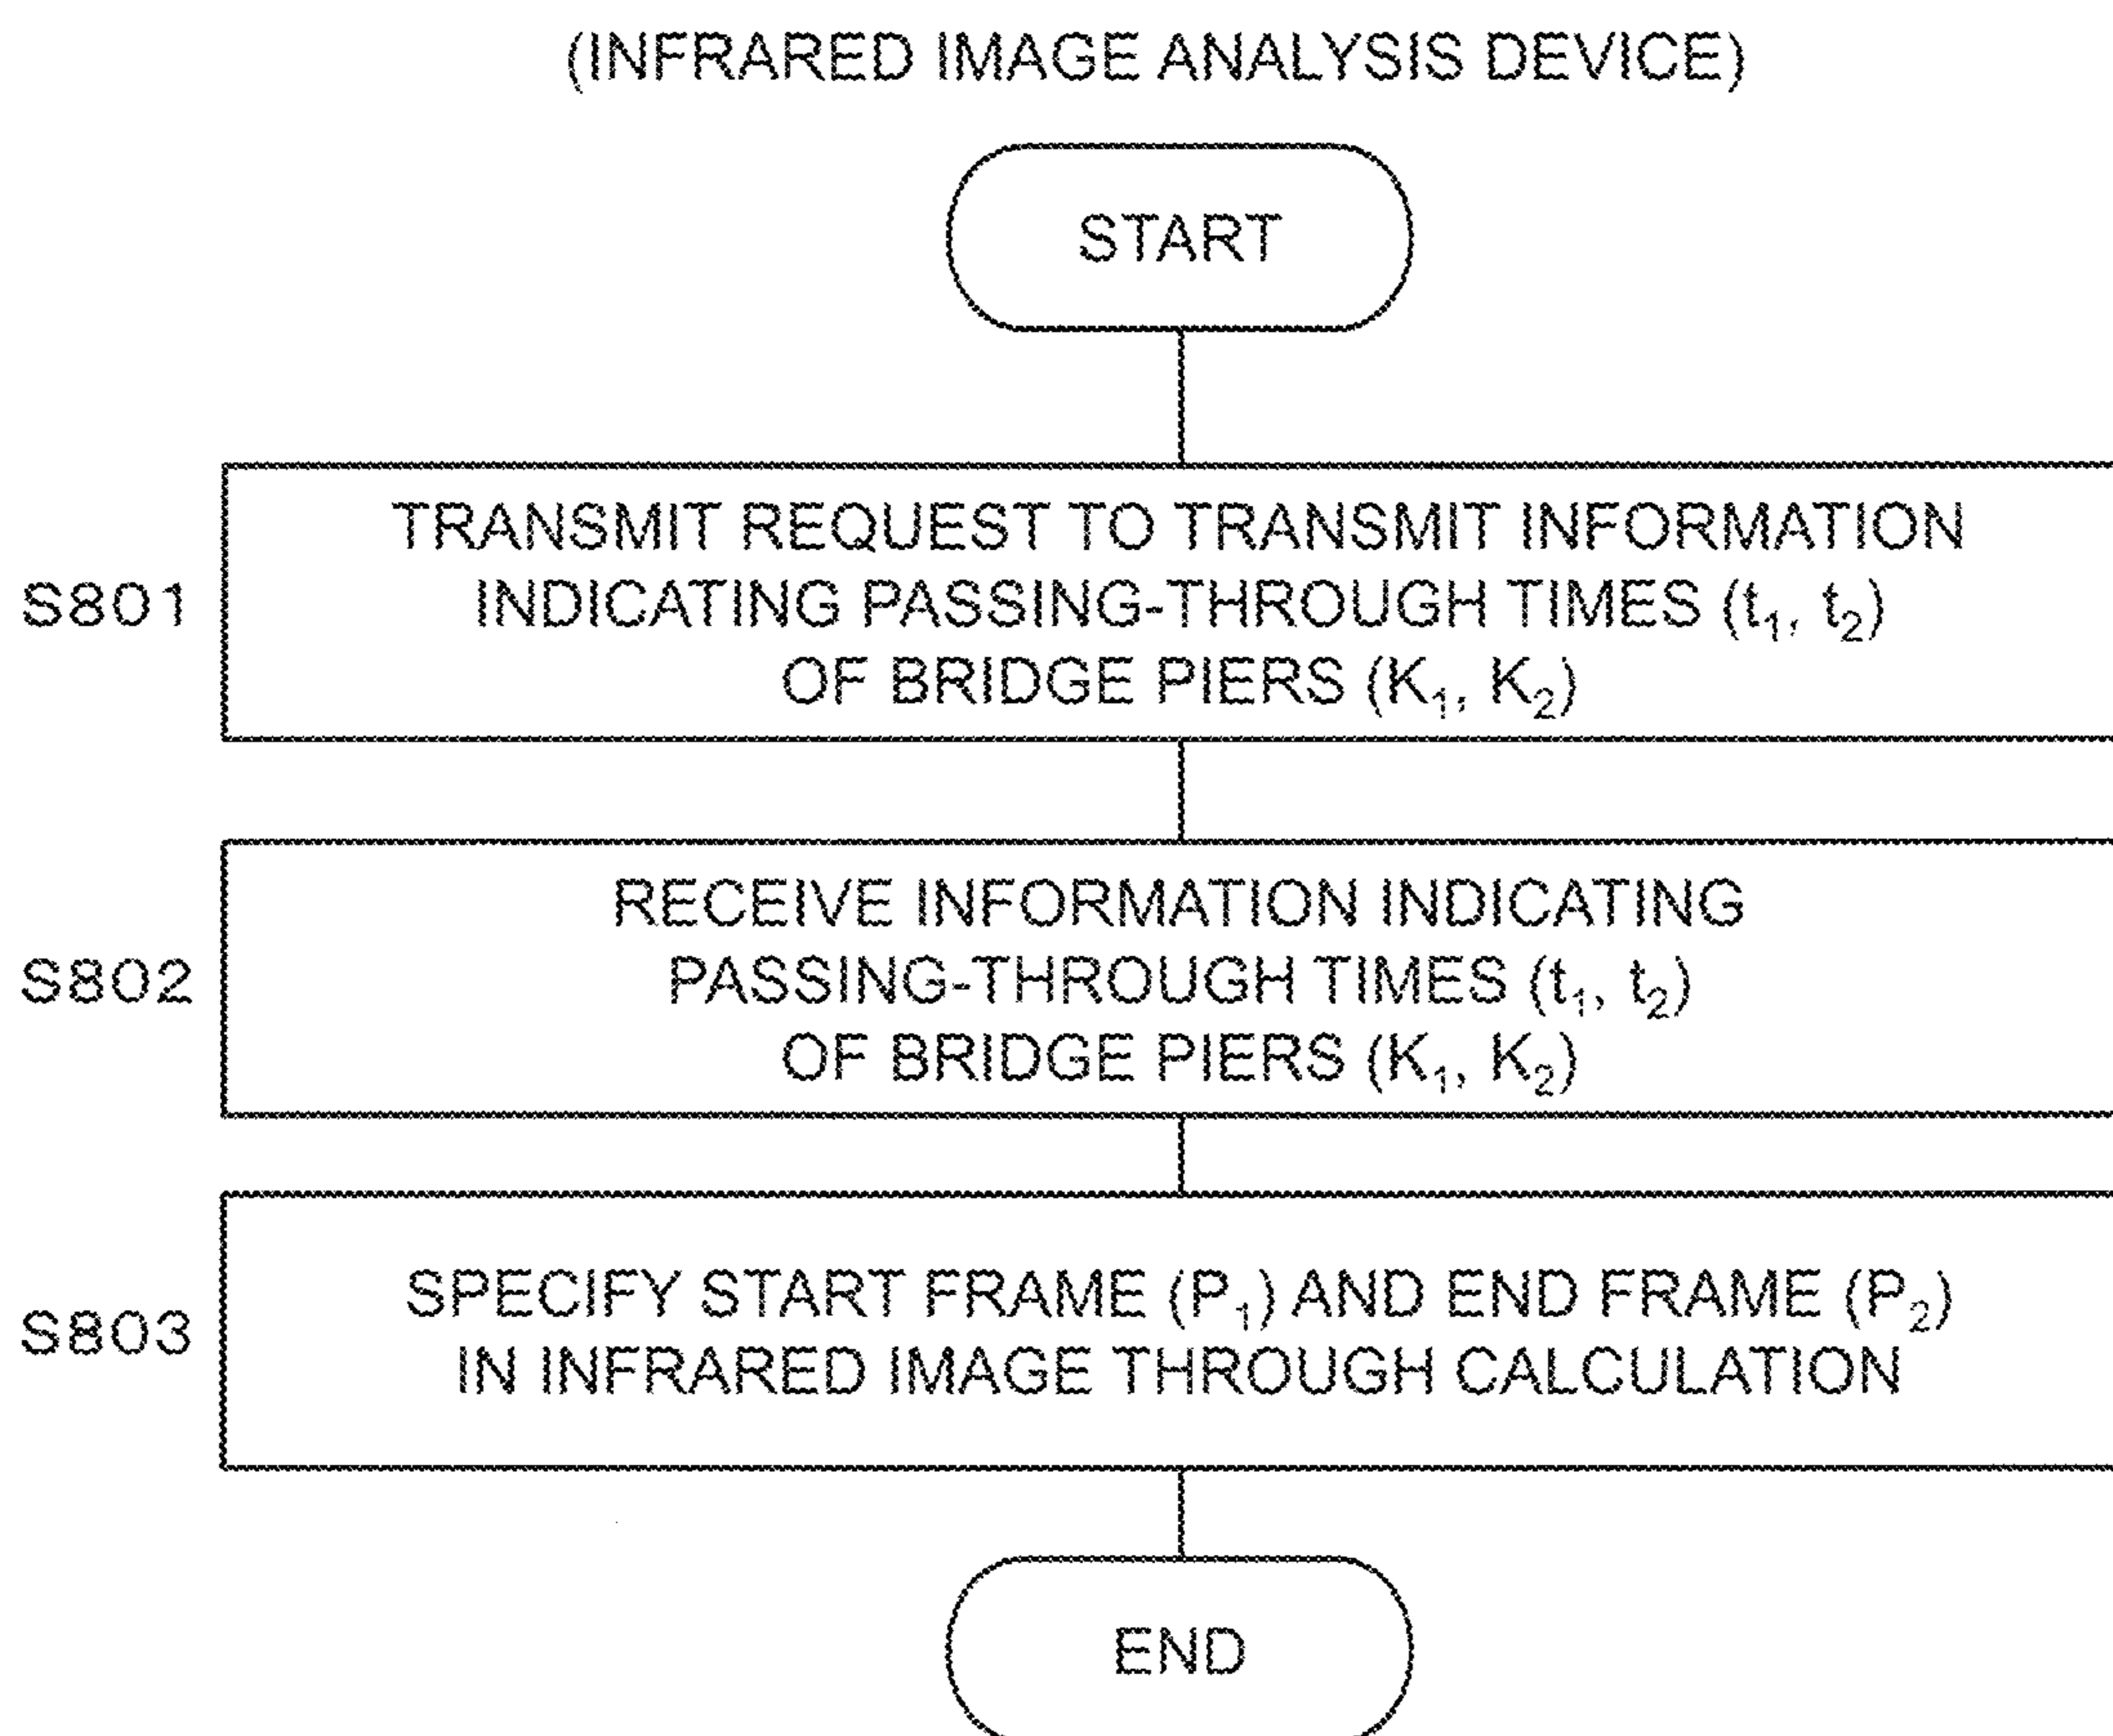 (INFRARED IMAGE ANALYSIS DEVICE)
START
S801
TRANSMIT REQUEST TO TRANSMIT INFORMATION
INDICATING PASSING-THROUGH TIMES (t₁, t₂)
OF BRIDGE PIERS (K₁, K₂)
S802
RECEIVE INFORMATION INDICATING
PASSING-THROUGH TIMES (t₁, t₂)
OF BRIDGE PIERS (K₁, K₂)
S803
SPECIFY START FRAME (P₁) AND END FRAME (P₂)
IN INFRARED IMAGE THROUGH CALCULATION
END